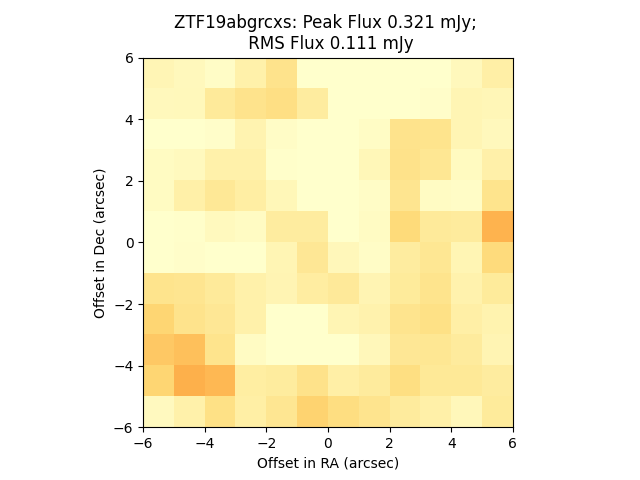 ZTF19abgrcxs: Peak Flux 0.321 mJy;
RMS Flux 0.111 mJy
6
4
2
0
−2
−4
−6
Offset in Dec (arcsec)
−6 −4 −2 0 2 4 6
Offset in RA (arcsec)